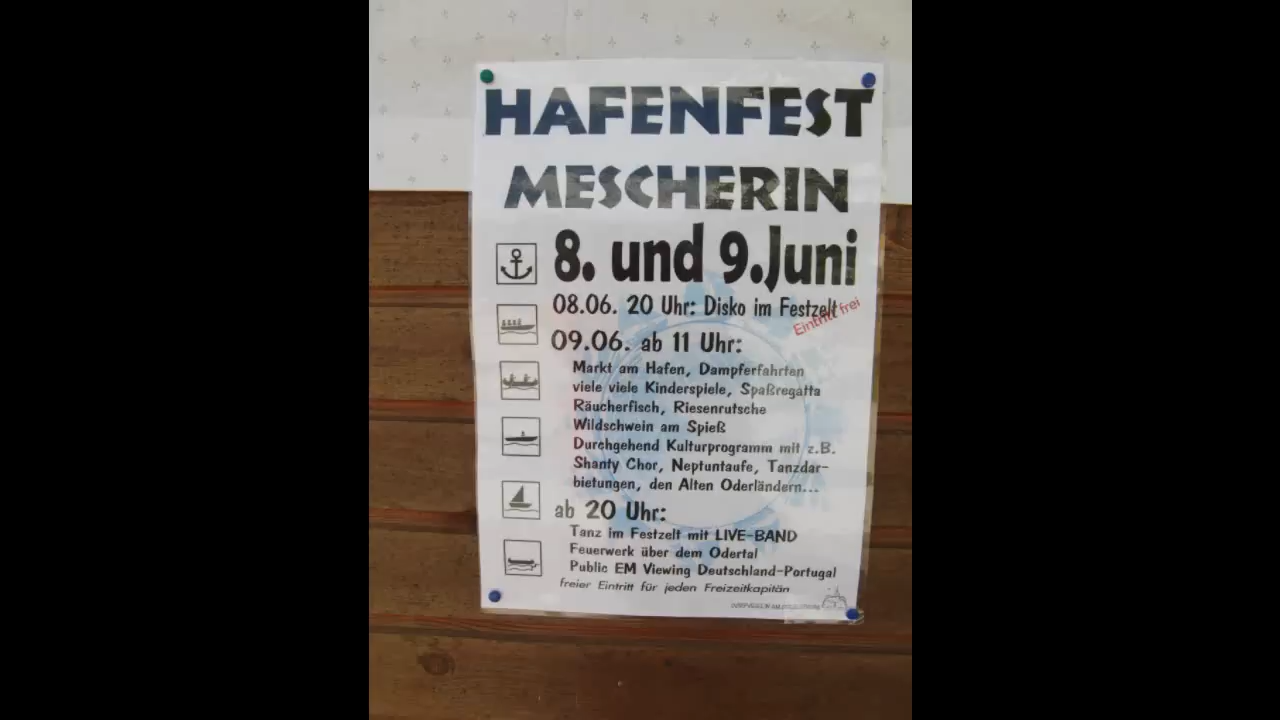 HAFENFEST
MESCHERIN
8. und 9.Juni
08.06. 20 Uhr: Disko im Festzelt
Eintritt frei
09.06. ab 11 Uhr:
Markt am Hafen, Dampferfahrten
viele viele Kinderspiele, Spaßregatta
Räucherfisch, Riesenrutsche
Wildschwein am Spieß
Durchgehend Kulturprogramm mit z.B.
Shanty Chor, Neptuntaufe, Tanzdar-
bietungen, den Alten Oderländern...
ab 20 Uhr:
Tanz im Festzelt mit LIVE-BAND
Feuerwerk über dem Odertal
Public EM Viewing Deutschland-Portugal
freier Eintritt für jeden Freizeitkapitän